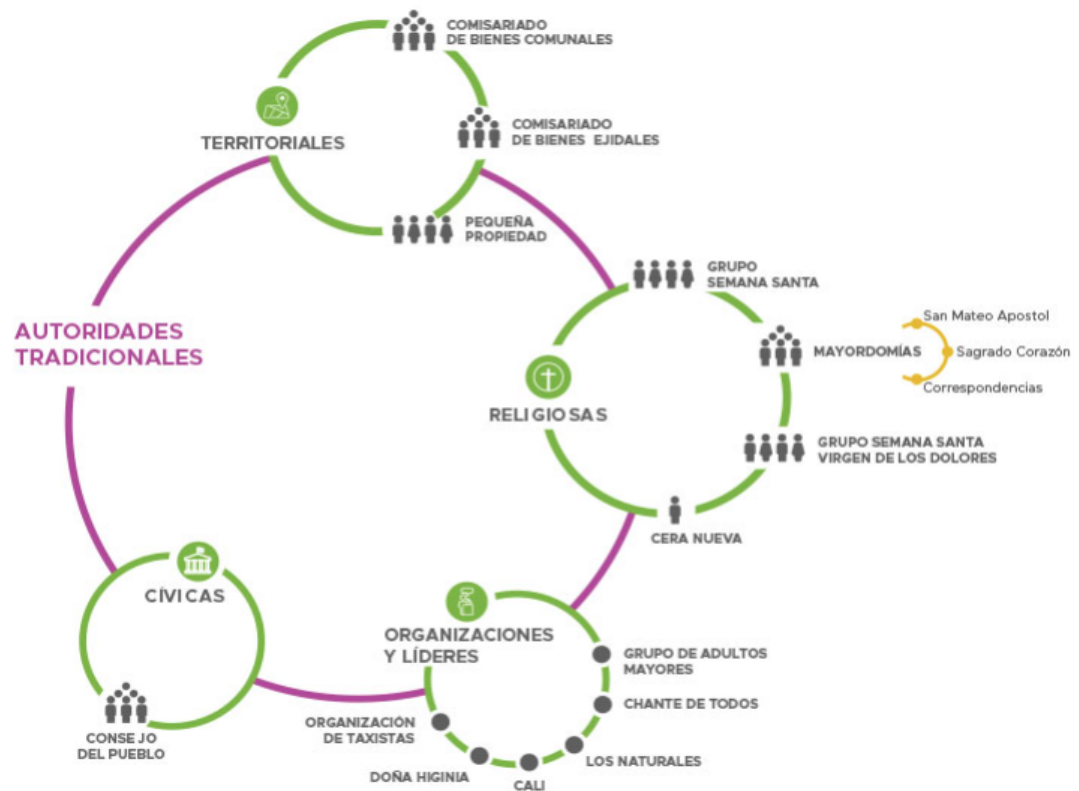 COMISARIADO
DE BIENES COMUNALES
TERRITORIALES
COMISARIADO
DE BIENES EJIDALES
PEQUEÑA
PROPIEDAD
AUTORIDADES
TRADICIONALES
GRUPO
SEMANA SANTA
MAYORDOMÍAS
San Mateo Apostol
Sagrado Corazón
Correspondencias
RELIGIOSAS
GRUPO SEMANA SANTA
VIRGEN DE LOS DOLORES
CERA NUEVA
CÍVICAS
CONSEJO
DEL PUEBLO
ORGANIZACIONES
Y LÍDERES
GRUPO DE ADULTOS
MAYORES
CHANTE DE TODOS
LOS NATURALES
CALI
DOÑA HIGINIA
ORGANIZACIÓN
DE TAXISTAS